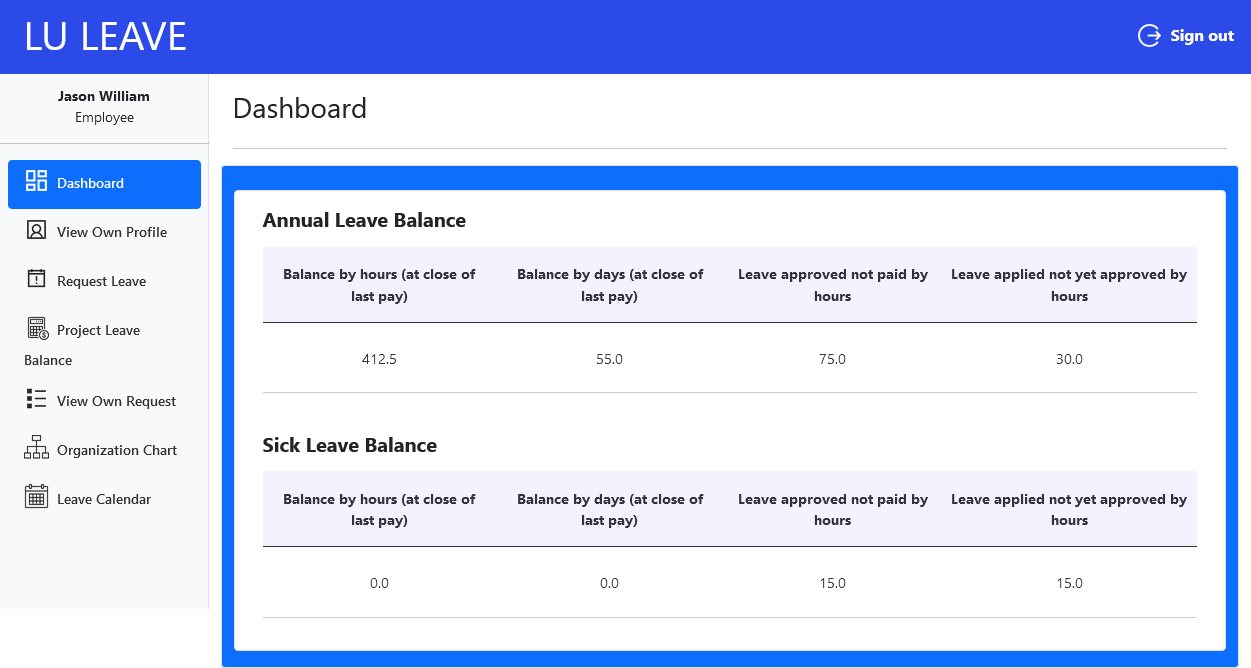 LU LEAVE
Sign out
Jason William
Employee
Dashboard
View Own Profile
Request Leave
Project Leave
Balance
View Own Request
Organization Chart
Leave Calendar
Dashboard
Annual Leave Balance
Balance by hours (at close of
last pay)
Balance by days (at close of
last pay)
Leave approved not paid by
hours
Leave applied not yet approved by
hours
412.5
55.0
75.0
30.0
Sick Leave Balance
Balance by hours (at close of
last pay)
Balance by days (at close of
last pay)
Leave approved not paid by
hours
Leave applied not yet approved by
hours
0.0
0.0
15.0
15.0